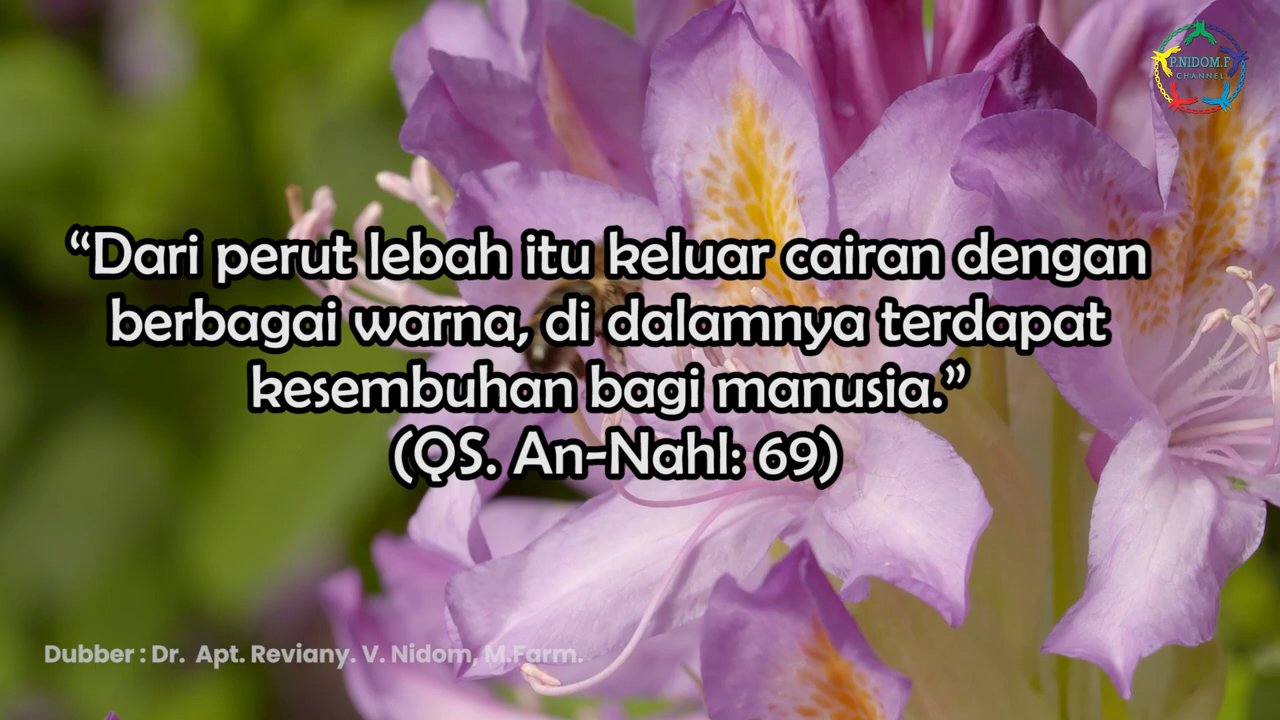 P.NIDOM.F
CHANNEL
“Dari perut lebah itu keluar cairan dengan
berbagai warna, di dalamnya terdapat
kesembuhan bagi manusia.”
(QS. An-Nahl: 69)
Dubber : Dr. Apt. Reviany. V. Nidom, M.Farm.